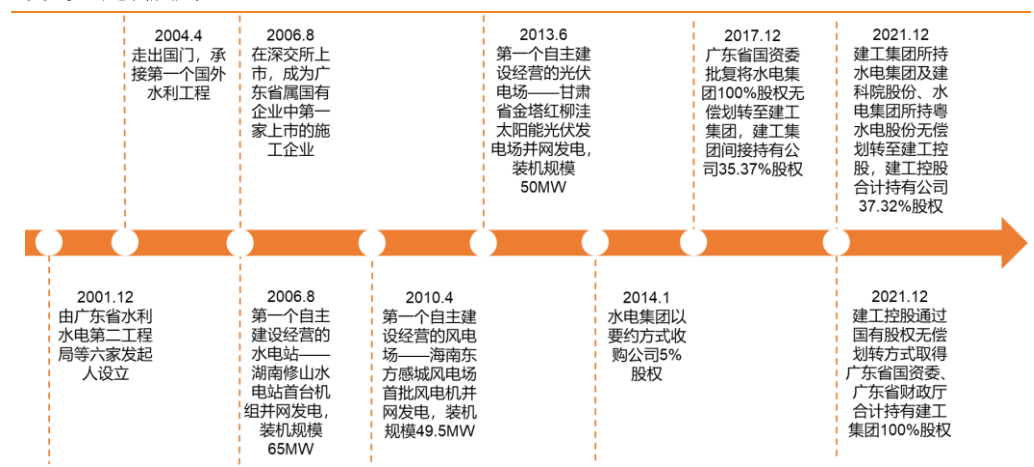 2004.4
走出国门，承
接第一个国外
水利工程
2006.8
在深交所上
市，成为广
东省属国有
企业中第一
家上市的施
工企业
2013.6
第一个自主建
设经营的光伏
电场——甘肃
省金塔红柳洼
太阳能光伏发
电场并网发电，
装机规模
50MW
2017.12
广东省国资委
批复将水电集
团100%股权无
偿划转至建工
集团，建工集
团间接持有公
司35.37%股权
2021.12
建工集团所持
水电集团及建
科院股份、水
电集团所持粤
水电股份无偿
划转至建工控
股，建工控股
合计持有公司
37.32%股权
2001.12
由广东省水利
水电第二工程
局等六家发起
人设立
2006.8
第一个自主
建设经营的
水电站——
湖南修山水
电站首台机
组并网发电，
装机规模
65MW
2010.4
第一个自主建
设经营的风电
场——海南东
方感城风电场
首批风电机并
网发电，装机
规模49.5MW
2014.1
水电集团以
要约方式收
购公司5%
股权
2021.12
建工控股通过
国有股权无偿
划转方式取得
广东省国资委、
广东省财政厅
合计持有建工
集团100%股权